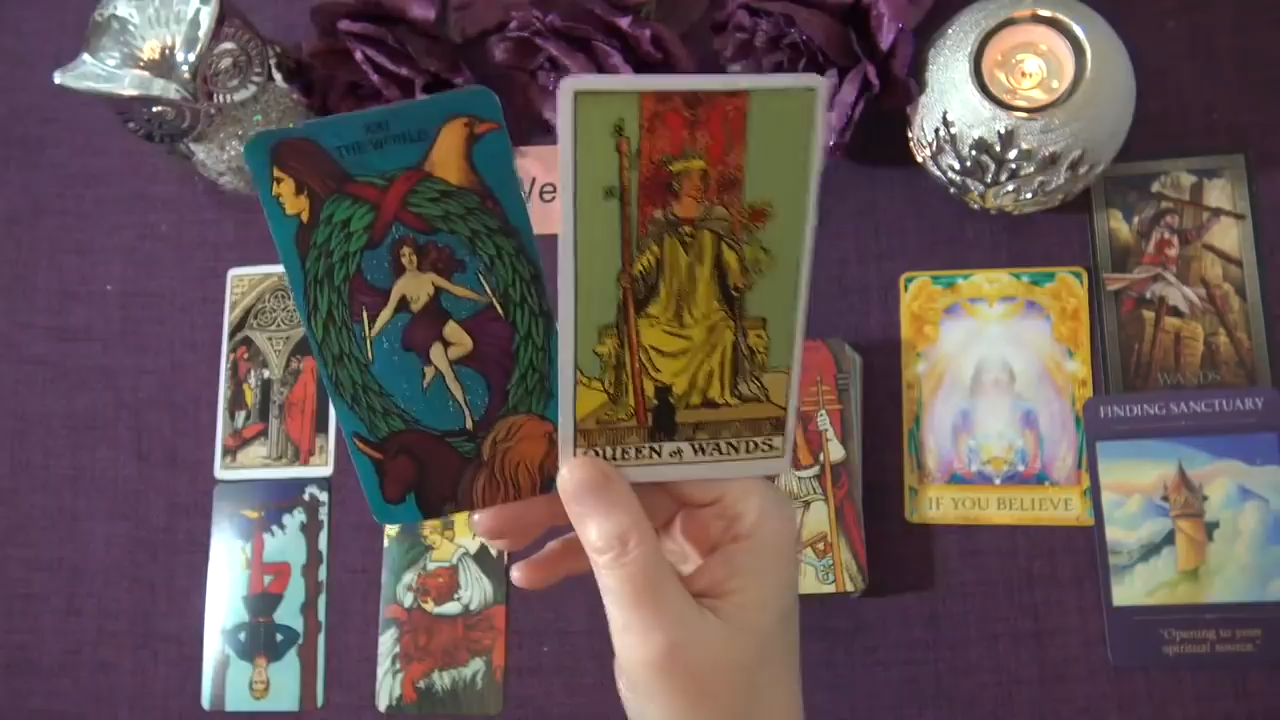 XXI
THE WORLD
Ve
QUEEN of WANDS.
WANDS
FINDING SANCTUARY
IF YOU BELIEVE
"Opening to your
spiritual source."